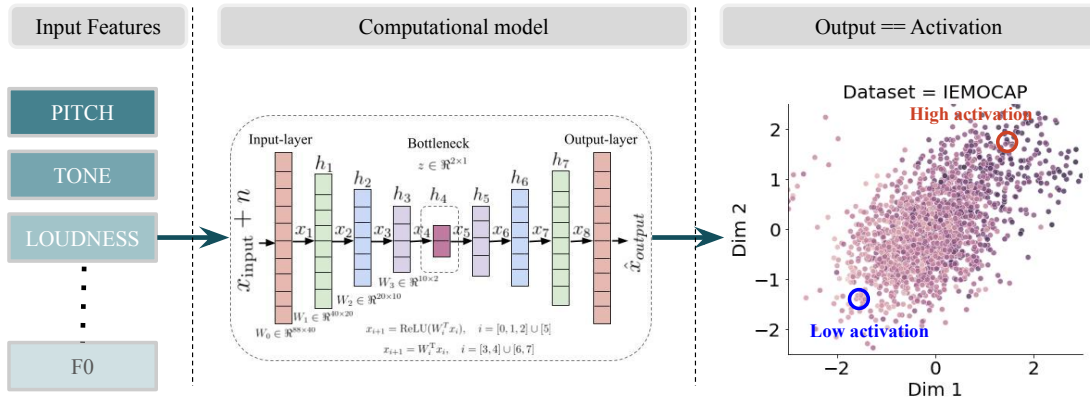 Input Features
Computational model
Output == Activation
PITCH
TONE
LOUDNESS
F0
Input-layer
Bottleneck
z ∈ ℜ^{2×1}
Output-layer
h_1
h_2
h_3
h_4
h_5
h_6
h_7
x_input + n
x_1
x_2
x_3
x_4
x_5
x_6
x_7
x_8
x̂_output
W_0 ∈ ℜ^{88×40}
W_1 ∈ ℜ^{40×20}
W_2 ∈ ℜ^{20×10}
W_3 ∈ ℜ^{10×2}
x_{i+1} = ReLU(W_i^T x_i), i = [0, 1, 2] ∪ [5]
x_{i+1} = W_i^T x_i, i = [3, 4] ∪ [6, 7]
Dataset = IEMOCAP
High activation
Low activation
Dim 2
2
1
0
−1
−2
−2
0
2
Dim 1